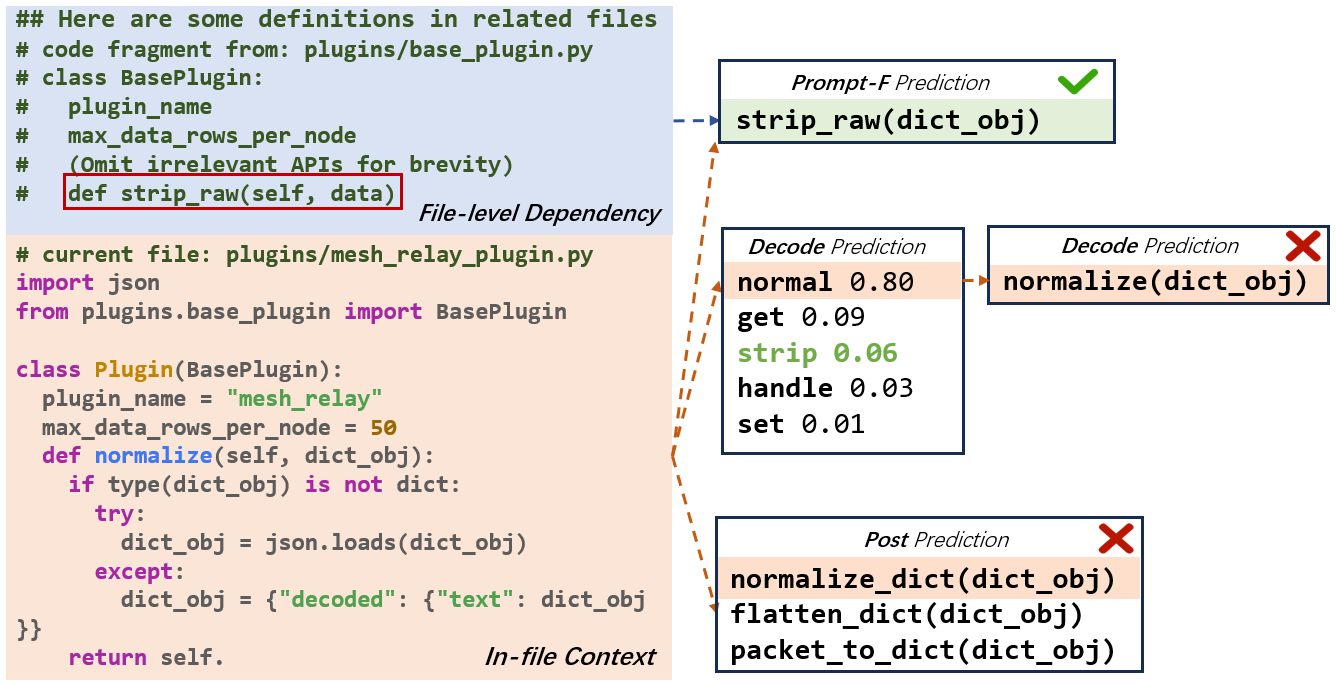 ## Here are some definitions in related files
# code fragment from: plugins/base_plugin.py
# class BasePlugin:
#   plugin_name
#   max_data_rows_per_node
#   (Omit irrelevant APIs for brevity)
#   def strip_raw(self, data)
File-level Dependency
# current file: plugins/mesh_relay_plugin.py
import json
from plugins.base_plugin import BasePlugin
class Plugin(BasePlugin):
  plugin_name = "mesh_relay"
  max_data_rows_per_node = 50
  def normalize(self, dict_obj):
    if type(dict_obj) is not dict:
      try:
        dict_obj = json.loads(dict_obj)
      except:
        dict_obj = {"decoded": {"text": dict_obj
}}
    return self.
In-file Context
Prompt-F Prediction
strip_raw(dict_obj)
Decode Prediction
normal 0.80
get 0.09
strip 0.06
handle 0.03
set 0.01
Decode Prediction
normalize(dict_obj)
Post Prediction
normalize_dict(dict_obj)
flatten_dict(dict_obj)
packet_to_dict(dict_obj)